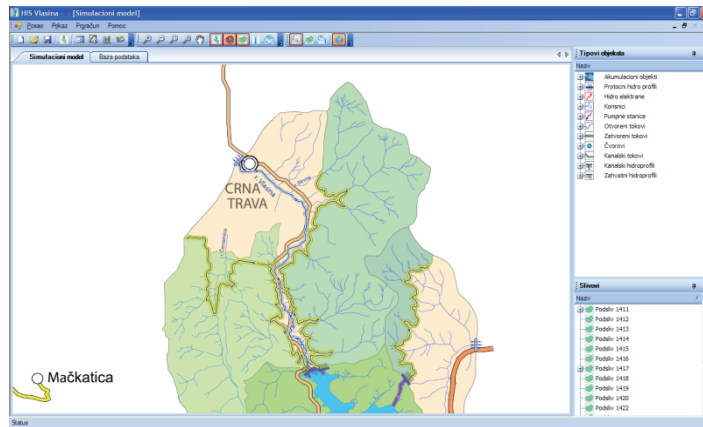 HIS Vlasina - [Simulacioni model]
Posao Prikaz Proračun Pomoc
Simulacioni model Baza podataka
Tipovi objekata
Naziv
Akumulacioni objekti
Protocni hidro profili
Hidro elektrane
Korisnici
Pumpne stanice
Otvoreni tokovi
Zatvoreni tokovi
Čvorovi
Kanalski tokovi
Kanalski hidroprofili
Zahvatni hidroprofili
CRNA
TRAVA
r. Vlasina
Mačkatica
Slivovi
Naziv
Podsliv 1411
Podsliv 1412
Podsliv 1413
Podsliv 1414
Podsliv 1415
Podsliv 1416
Podsliv 1417
Podsliv 1418
Podsliv 1419
Podsliv 1420
Podsliv 1422
Status